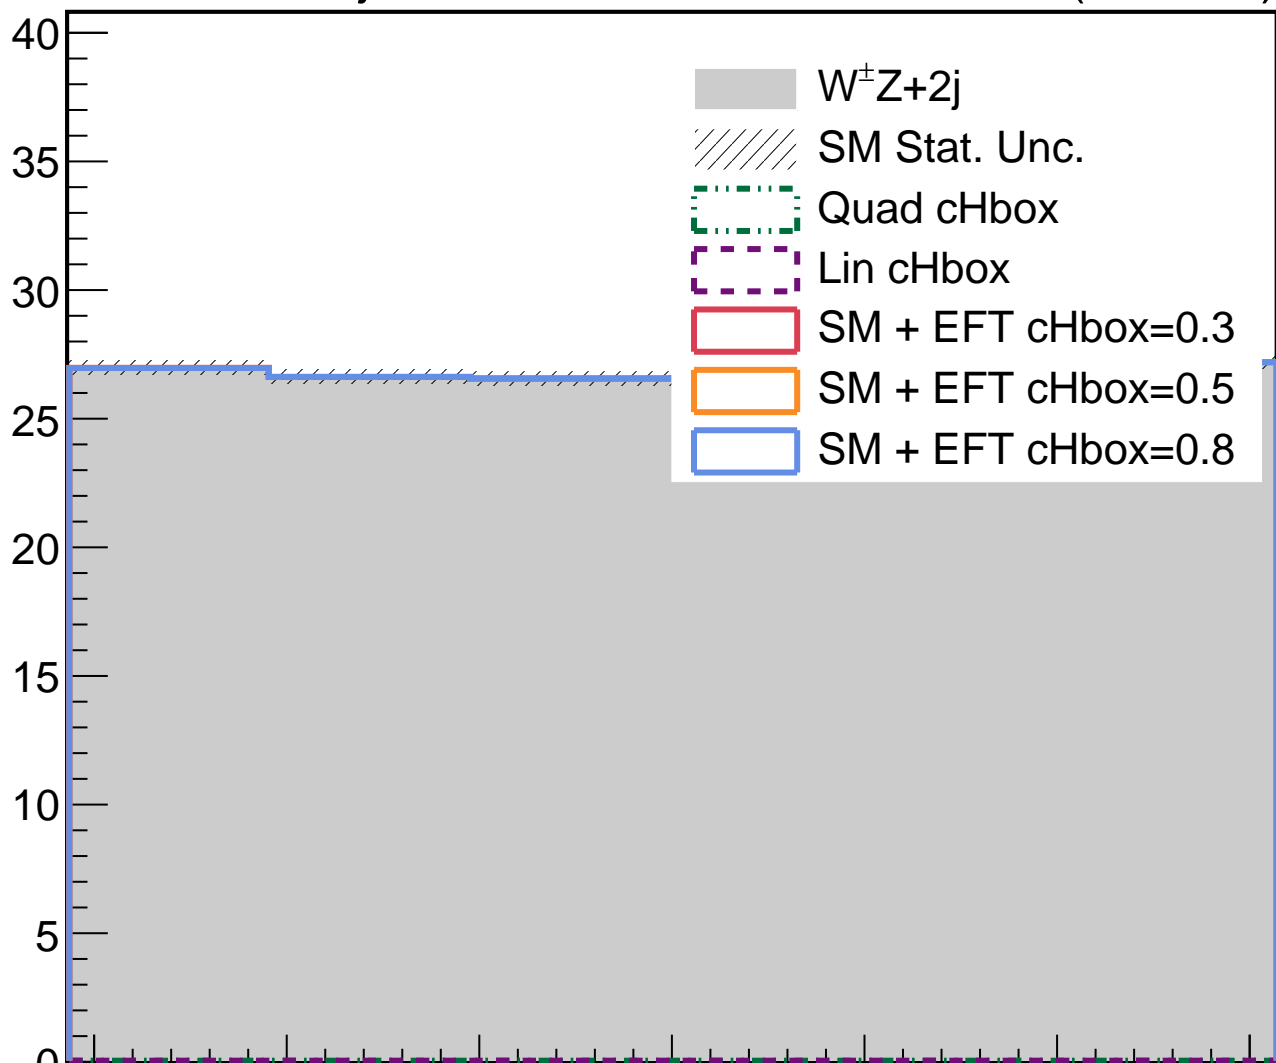 40
35
30
25
20
15
10
5
0
W±Z+2j
SM Stat. Unc.
Quad cHbox
Lin cHbox
SM + EFT cHbox=0.3
SM + EFT cHbox=0.5
SM + EFT cHbox=0.8